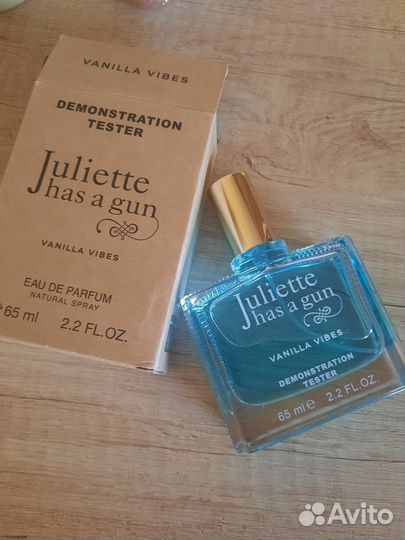 VANILLA VIBES
DEMONSTRATION
TESTER
Juliette
has a gun
VANILLA VIBES
EAU DE PARFUM
NATURAL SPRAY
℮ 65 ml 2.2 FL.OZ.
Juliette
has a gun
VANILLA VIBES
DEMONSTRATION
TESTER
65 ml ℮ 2.2 FL.OZ.
Avito